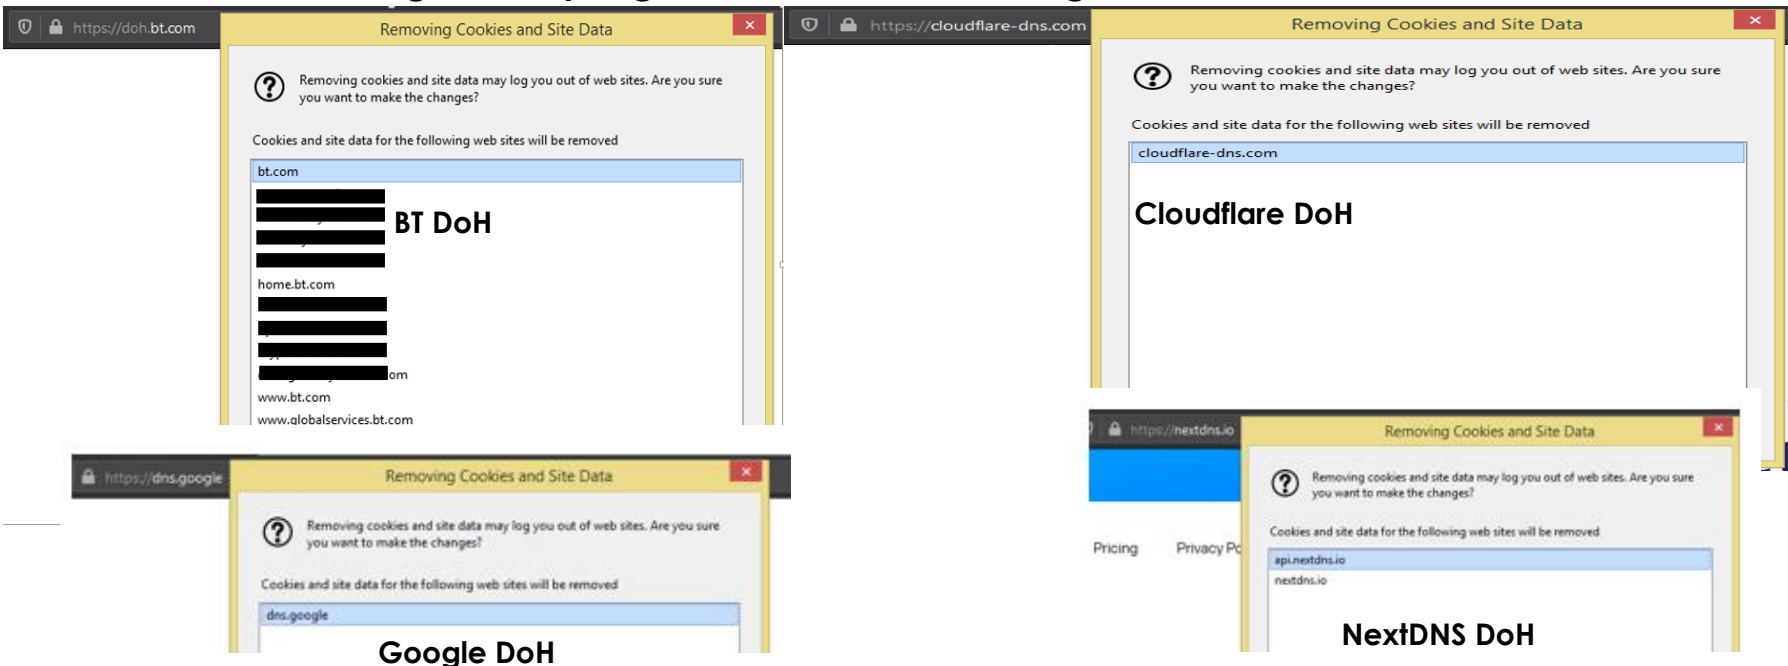 https://doh.bt.com
Removing Cookies and Site Data
Removing cookies and site data may log you out of web sites. Are you sure
you want to make the changes?
Cookies and site data for the following web sites will be removed
bt.com
BT DoH
home.bt.com
om
www.bt.com
www.globalservices.bt.com
https://cloudflare-dns.com
Removing Cookies and Site Data
Removing cookies and site data may log you out of web sites. Are you sure
you want to make the changes?
Cookies and site data for the following web sites will be removed
cloudflare-dns.com
Cloudflare DoH
https://dns.google
Removing Cookies and Site Data
Removing cookies and site data may log you out of web sites. Are you sure
you want to make the changes?
Cookies and site data for the following web sites will be removed
dns.google
Google DoH
https://nextdns.io
Pricing Privacy Po
Removing Cookies and Site Data
Removing cookies and site data may log you out of web sites. Are you sure
you want to make the changes?
Cookies and site data for the following web sites will be removed
api.nextdns.io
nextdns.io
NextDNS DoH